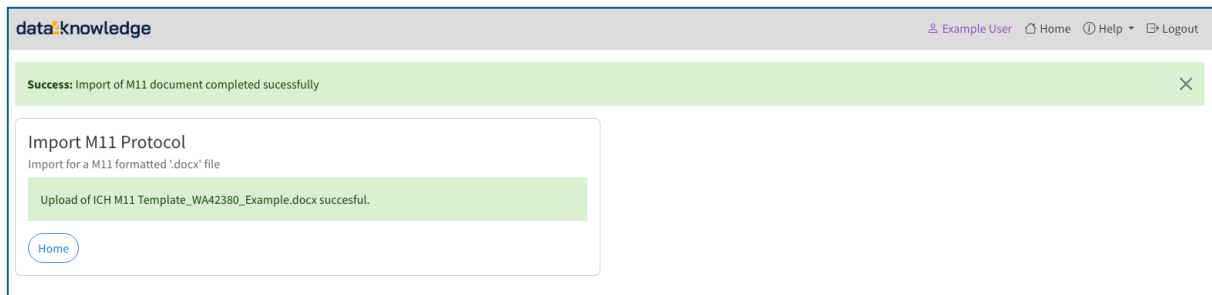 data4knowledge
Example User Home Help Logout
Success: Import of M11 document completed sucessfully
Import M11 Protocol
Import for a M11 formatted '.docx' file
Upload of ICH M11 Template_WA42380_Example.docx succesful.
Home